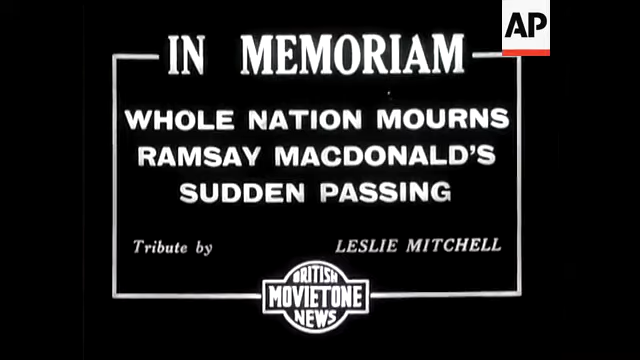 AP
IN MEMORIAM
WHOLE NATION MOURNS
RAMSAY MACDONALD'S
SUDDEN PASSING
Tribute by LESLIE MITCHELL
BRITISH
MOVIETONE
NEWS